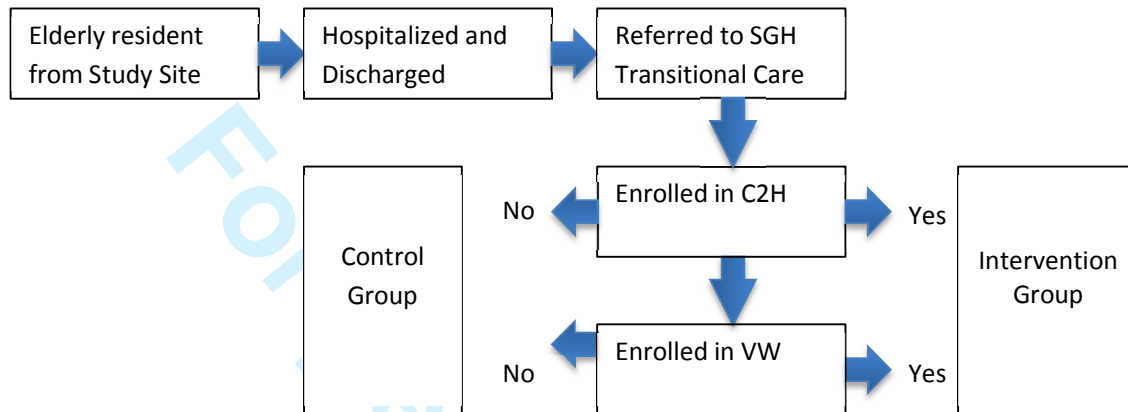 Elderly resident
from Study Site
Hospitalized and
Discharged
Referred to SGH
Transitional Care
Enrolled in C2H
No
Yes
Control
Group
Intervention
Group
Enrolled in VW
No
Yes
For